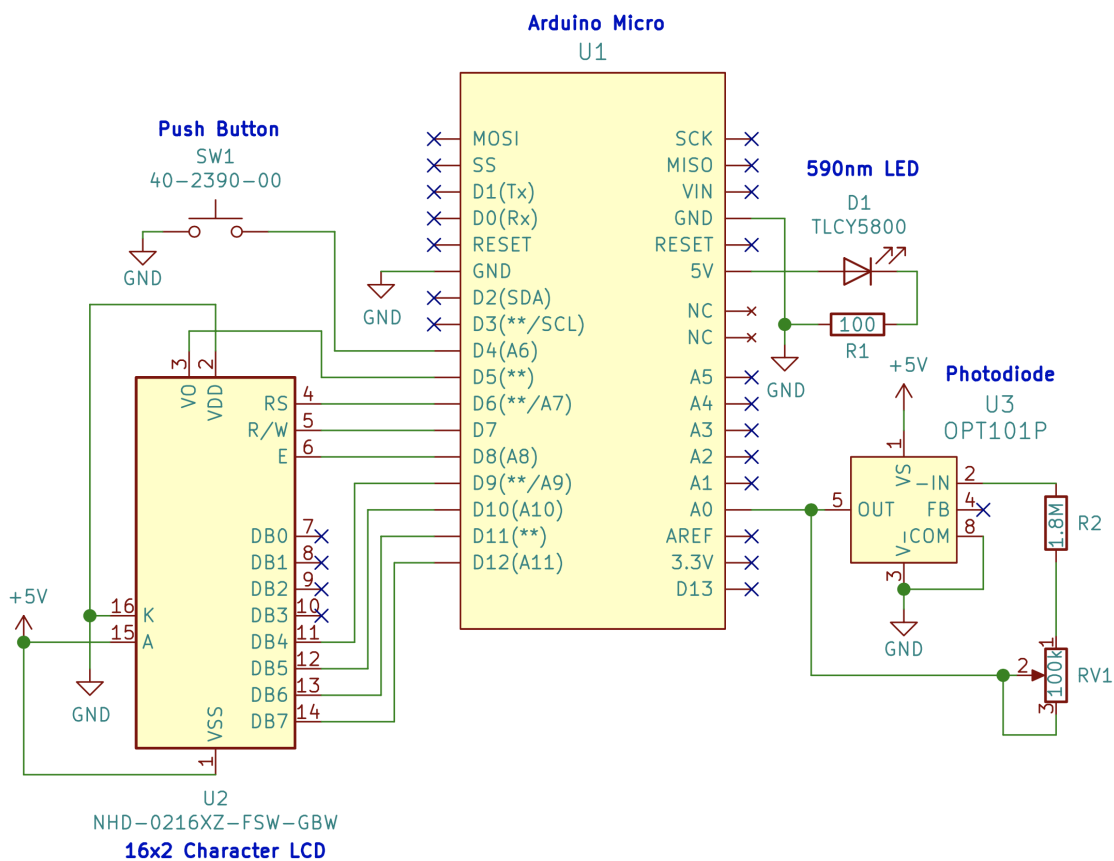 Arduino Micro
U1
Push Button
SW1
40-2390-00
GND
MOSI
SS
D1(Tx)
D0(Rx)
RESET
GND
D2(SDA)
D3(**/SCL)
D4(A6)
D5(**)
D6(**/A7)
D7
D8(A8)
D9(**/A9)
D10(A10)
D11(**)
D12(A11)
SCK
MISO
VIN
GND
RESET
5V
NC
NC
A5
A4
A3
A2
A1
A0
AREF
3.3V
D13
GND
590nm LED
D1
TLCY5800
100
R1
GND
+5V
Photodiode
U3
OPT101P
1
VS
2
-IN
4
FB
8
COM
5
OUT
V-
3
GND
1.8M
R2
1
2
3
100k
RV1
3
VO
2
VDD
RS 4
R/W 5
E 6
DB0 7
DB1 8
DB2 9
DB3 10
DB4 11
DB5 12
DB6 13
DB7 14
+5V
16 K
15 A
GND
VSS
1
U2
NHD-0216XZ-FSW-GBW
16x2 Character LCD